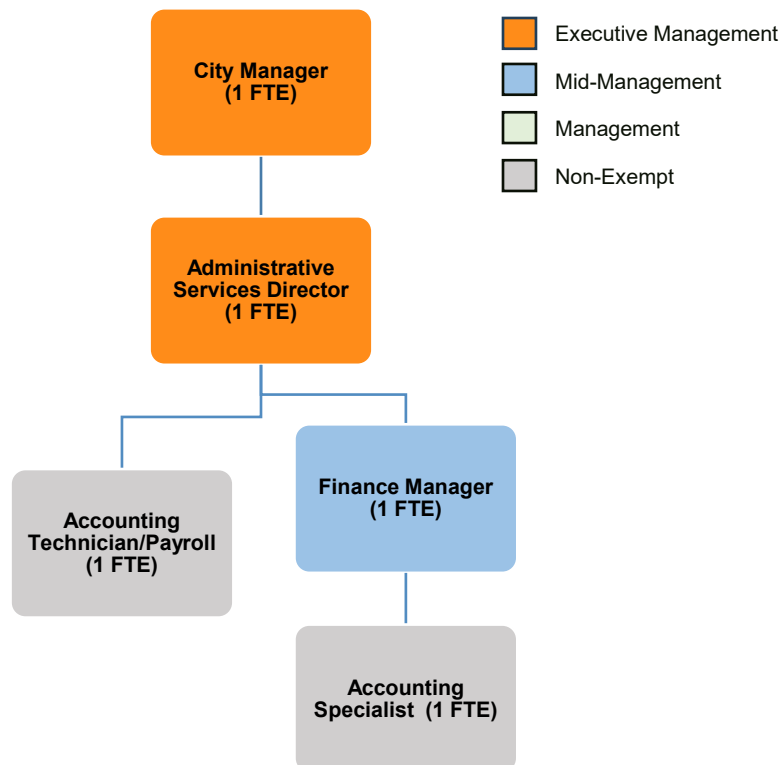 City Manager
(1 FTE)
Executive Management
Mid-Management
Management
Non-Exempt
Administrative
Services Director
(1 FTE)
Accounting
Technician/Payroll
(1 FTE)
Finance Manager
(1 FTE)
Accounting
Specialist  (1 FTE)